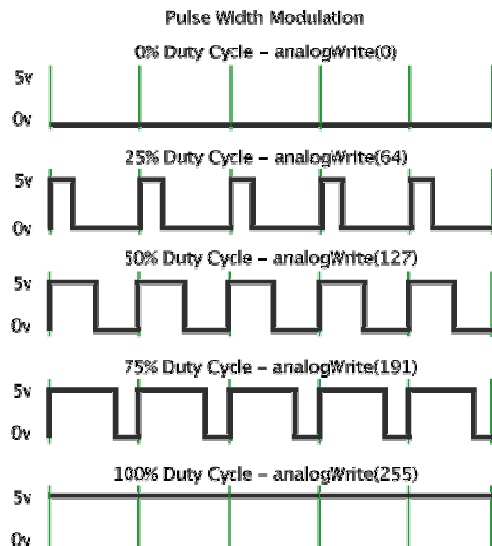 Pulse Width Modulation
0% Duty Cycle – analogWrite(0)
5v
0v
25% Duty Cycle – analogWrite(64)
5v
0v
50% Duty Cycle – analogWrite(127)
5v
0v
75% Duty Cycle – analogWrite(191)
5v
0v
100% Duty Cycle – analogWrite(255)
5v
0v